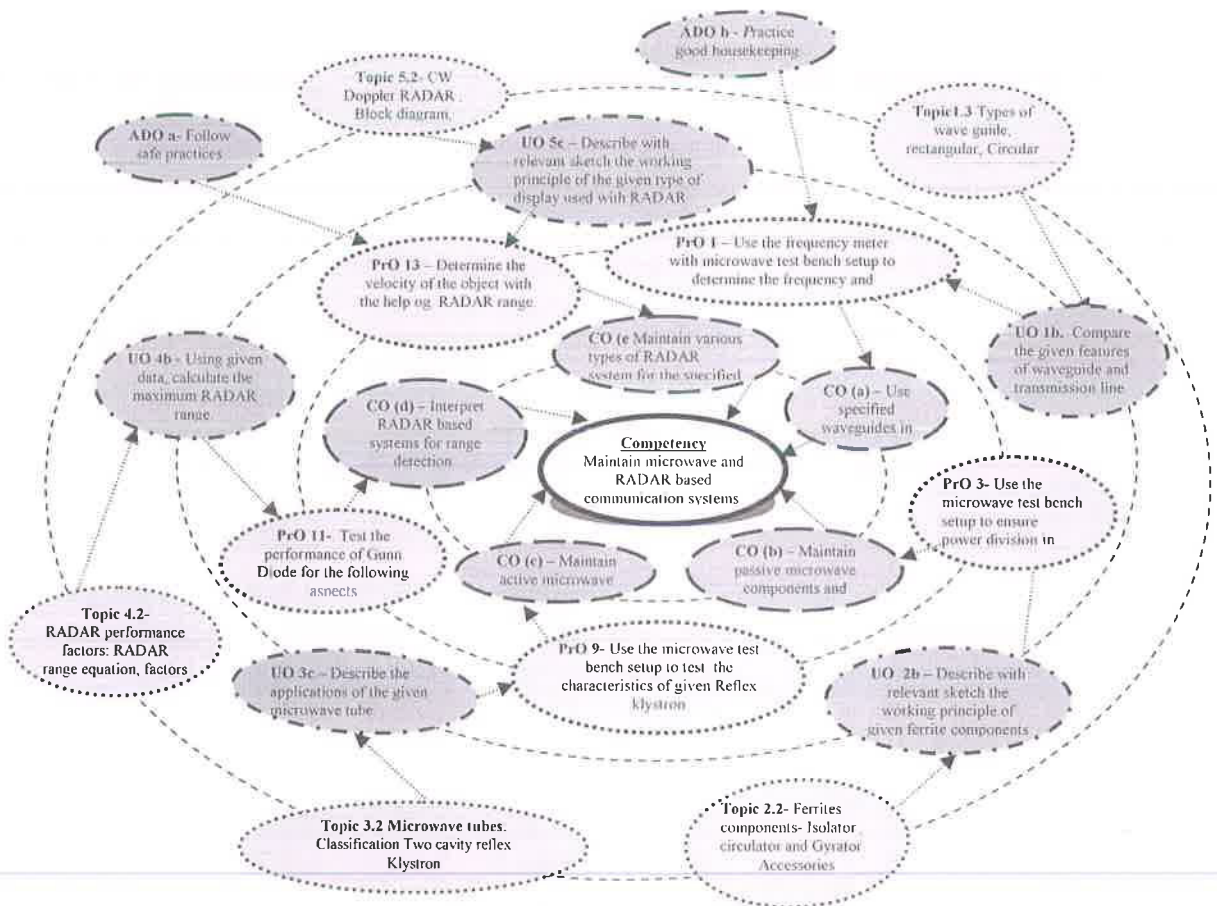 ADO b - Practice
good housekeeping
Topic 5.2- CW
Doppler RADAR .
Block diagram,
Topic1.3 Types of
wave guide,
rectangular, Circular
ADO a- Follow
safe practices
UO 5c – Describe with
relevant sketch the working
principle of the given type of
display used with RADAR
PrO 1 – Use the frequency meter
with microwave test bench setup to
determine the frequency and
PrO 13 – Determine the
velocity of the object with
the help og RADAR range.
UO 4b - Using given
data, calculate the
maximum RADAR
range.
CO (e Maintain various
types of RADAR
system for the specified
UO 1b. - Compare
the given features
of waveguide and
transmission line
CO (d) – Interpret
RADAR based
systems for range
detection
CO (a) – Use
specified
waveguides in
Competency
Maintain microwave and
RADAR based
communication systems
PrO 3- Use the
microwave test bench
setup to ensure
power division in
PrO 11- Test the
performance of Gunn
Diode for the following
aspects
CO (c) – Maintain
active microwave
CO (b) – Maintain
passive microwave
components and
Topic 4.2-
RADAR performance
factors: RADAR
range equation, factors
UO 3c – Describe the
applications of the given
microwave tube
PrO 9- Use the microwave test
bench setup to test the
characteristics of given Reflex
klystron
UO 2b – Describe with
relevant sketch the
working principle of
given ferrite components
Topic 3.2 Microwave tubes.
Classification Two cavity reflex
Klystron
Topic 2.2- Ferrites
components- Isolator,
circulator and Gyrator
Accessories